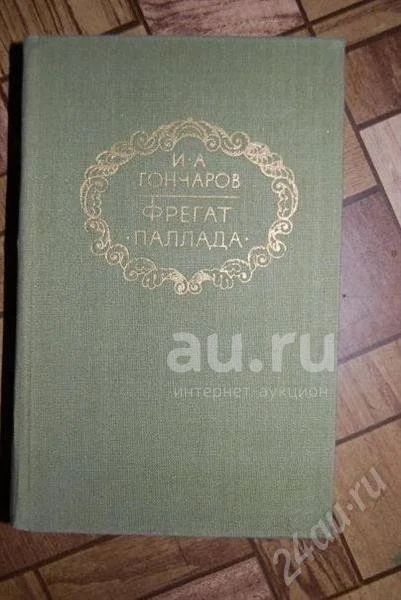 И·А
ГОНЧАРОВ
ФРЕГАТ
·ПАЛЛАДА·
au.ru
интернет аукцион
24au.ru